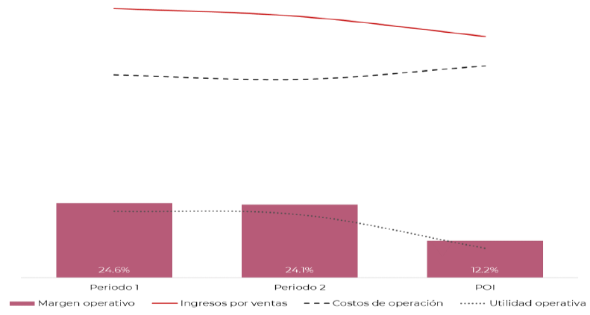 24.6% 24.1% 12.2%
Periodo 1 Periodo 2 POI
Margen operativo Ingresos por ventas Costos de operación Utilidad operativa